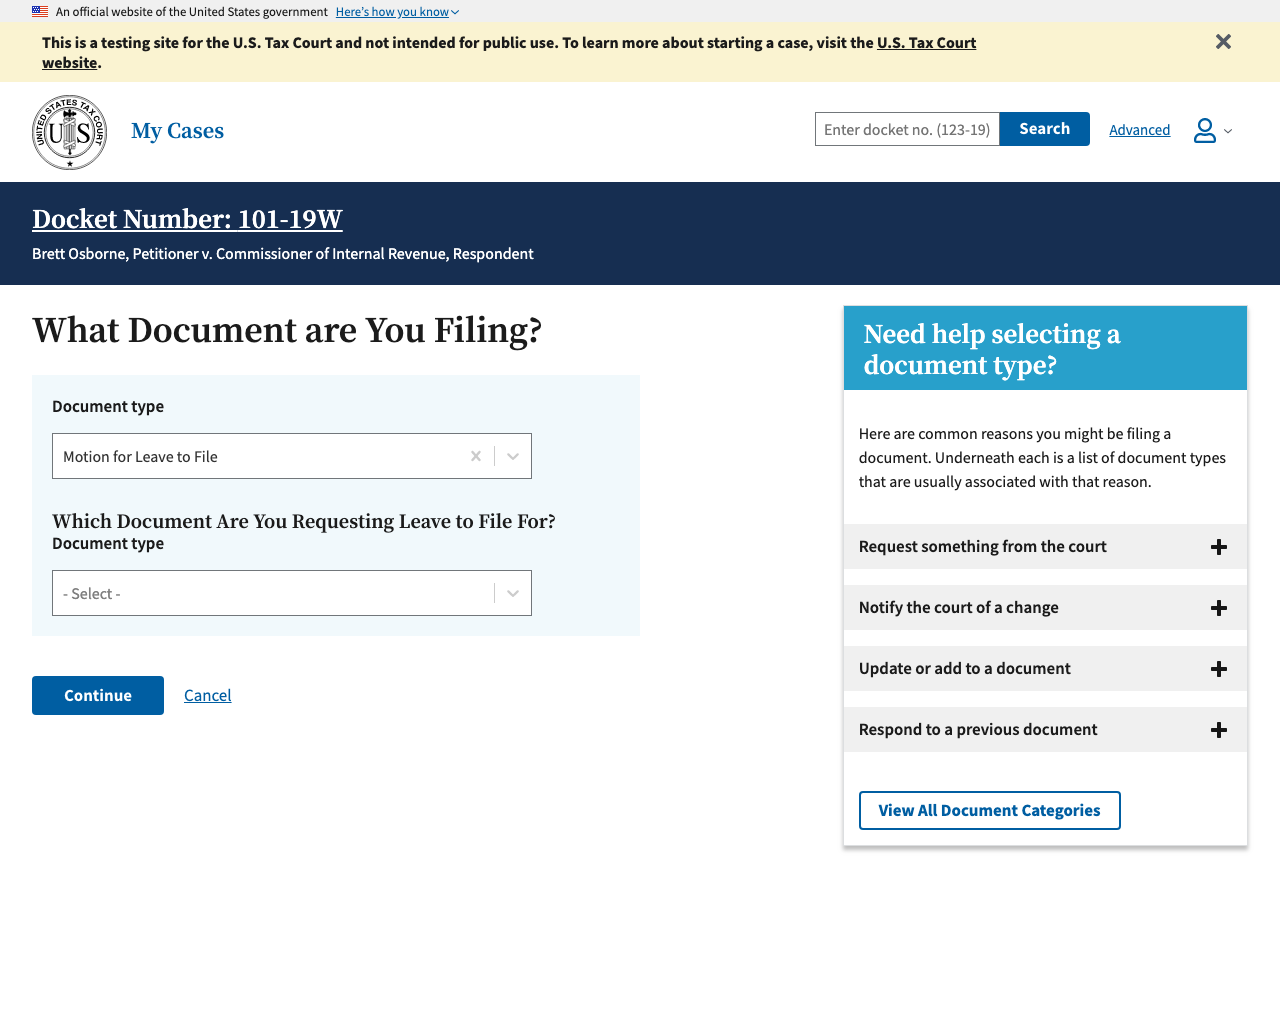 An official website of the United States government Here's how you know
This is a testing site for the U.S. Tax Court and not intended for public use. To learn more about starting a case, visit the U.S. Tax Court
website.
UNITED STATES TAX COURT
US
My Cases
Enter docket no. (123-19)
Search
Advanced
Docket Number: 101-19W
Brett Osborne, Petitioner v. Commissioner of Internal Revenue, Respondent
What Document are You Filing?
Document type
Motion for Leave to File
Which Document Are You Requesting Leave to File For?
Document type
- Select -
Continue
Cancel
Need help selecting a
document type?
Here are common reasons you might be filing a
document. Underneath each is a list of document types
that are usually associated with that reason.
Request something from the court
Notify the court of a change
Update or add to a document
Respond to a previous document
View All Document Categories